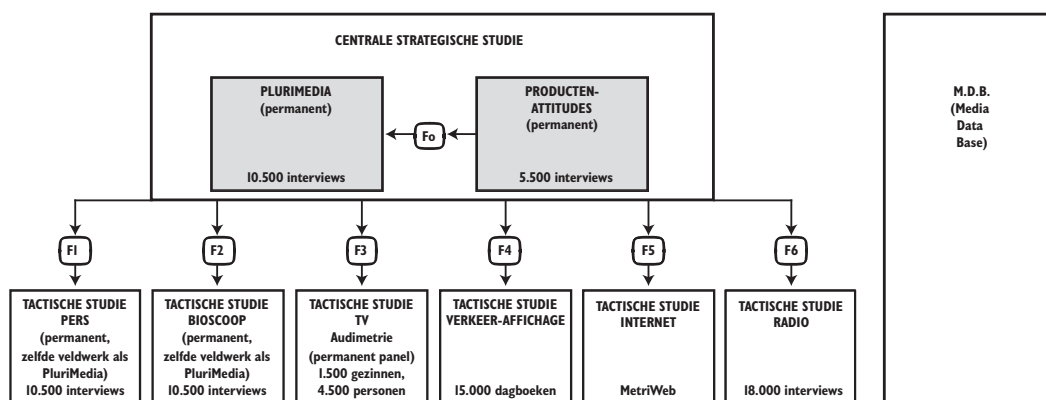 CENTRALE STRATEGISCHE STUDIE
PLURIMEDIA
(permanent)
10.500 interviews
Fo
PRODUCTEN-
ATTITUDES
(permanent)
5.500 interviews
M.D.B.
(Media
Data
Base)
F1
F2
F3
F4
F5
F6
TACTISCHE STUDIE
PERS
(permanent,
zelfde veldwerk als
PluriMedia)
10.500 interviews
TACTISCHE STUDIE
BIOSCOOP
(permanent,
zelfde veldwerk als
PluriMedia)
10.500 interviews
TACTISCHE STUDIE
TV
Audimetrie
(permanent panel)
1.500 gezinnen,
4.500 personen
TACTISCHE STUDIE
VERKEER-AFFICHAGE
15.000 dagboeken
TACTISCHE STUDIE
INTERNET
MetriWeb
TACTISCHE STUDIE
RADIO
18.000 interviews